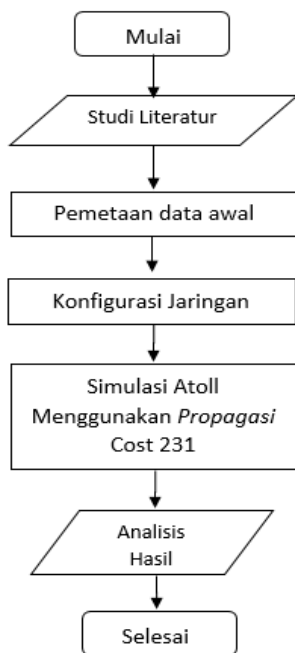 Mulai
Studi Literatur
Pemetaan data awal
Konfigurasi Jaringan
Simulasi Atoll
Menggunakan Propagasi
Cost 231
Analisis
Hasil
Selesai